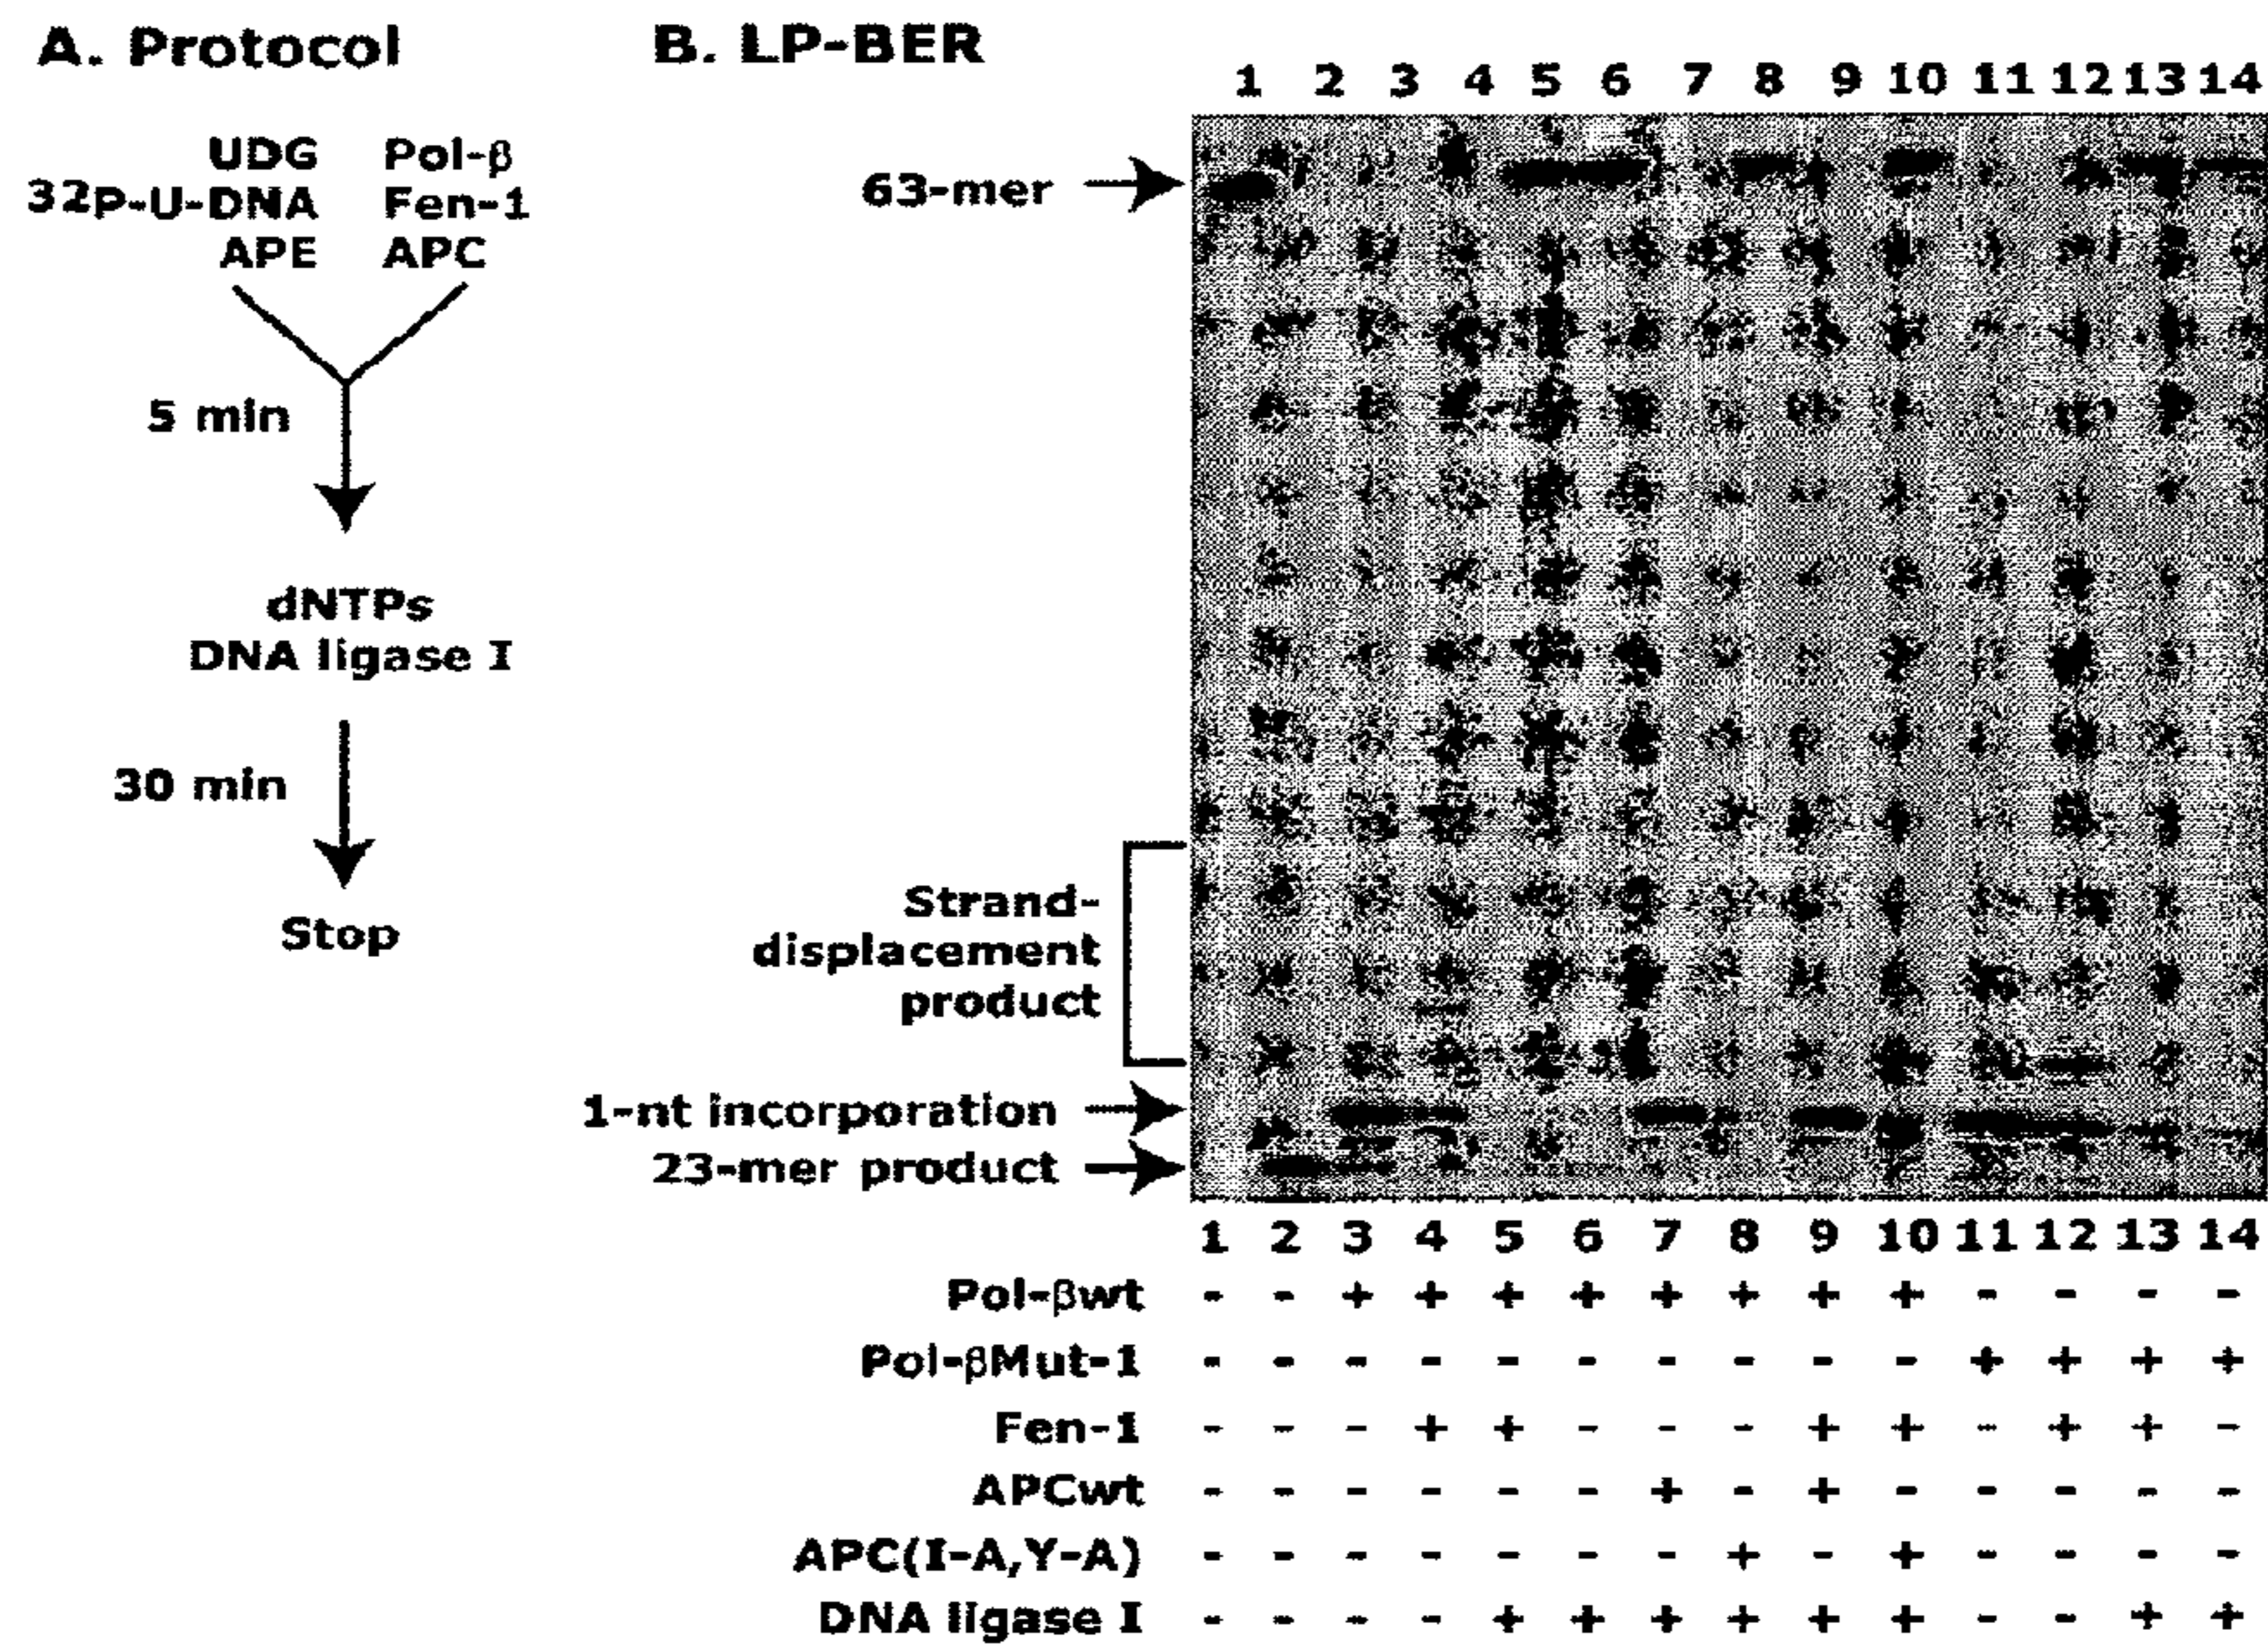 A. Protocol
UDG Pol-β
32P-U-DNA Fen-1
APE APC
5 min
dNTPs
DNA ligase I
30 min
Stop
B. LP-BER
1 2 3 4 5 6 7 8 9 10 11 12 13 14
63-mer
Strand-
displacement
product
1-nt incorporation
23-mer product
1 2 3 4 5 6 7 8 9 10 11 12 13 14
Pol-βwt - - + + + + + + + + - - - -
Pol-βMut-1 - - - - - - - - - - + + + +
Fen-1 - - - + + - - - + + - + + -
APCwt - - - - - - + - + - - - - -
APC(I-A,Y-A) - - - - - - - + - + - - - -
DNA ligase I - - - - + + + + + + - - + +